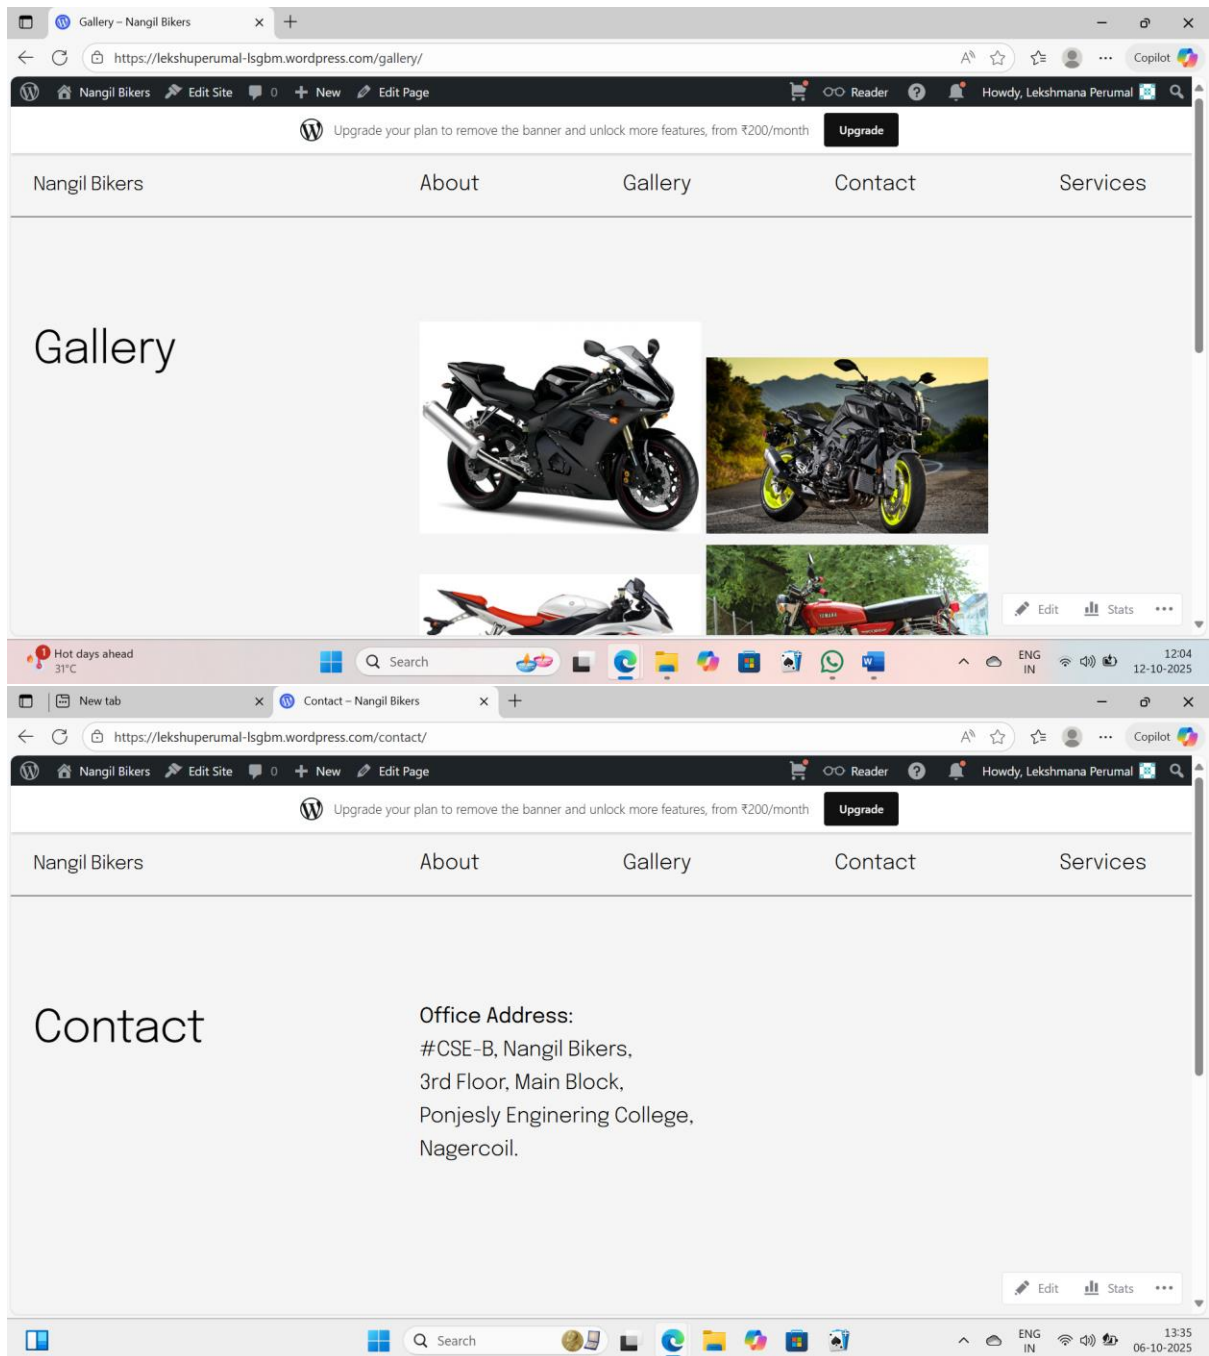 Gallery – Nangil Bikers
https://lekshuperumal-lsgbm.wordpress.com/gallery/
Copilot
Nangil Bikers Edit Site 0 New Edit Page Reader Howdy, Lekshmana Perumal
Upgrade your plan to remove the banner and unlock more features, from ₹200/month Upgrade
Nangil Bikers About Gallery Contact Services
Gallery
YAMAHA
Edit Stats
1 Hot days ahead
31°C
Search
ENG
IN
12:04
12-10-2025
New tab Contact – Nangil Bikers
https://lekshuperumal-lsgbm.wordpress.com/contact/
Copilot
Nangil Bikers Edit Site 0 New Edit Page Reader Howdy, Lekshmana Perumal
Upgrade your plan to remove the banner and unlock more features, from ₹200/month Upgrade
Nangil Bikers About Gallery Contact Services
Contact
Office Address:
#CSE-B, Nangil Bikers,
3rd Floor, Main Block,
Ponjesly Enginering College,
Nagercoil.
Edit Stats
Search
ENG
IN
13:35
06-10-2025